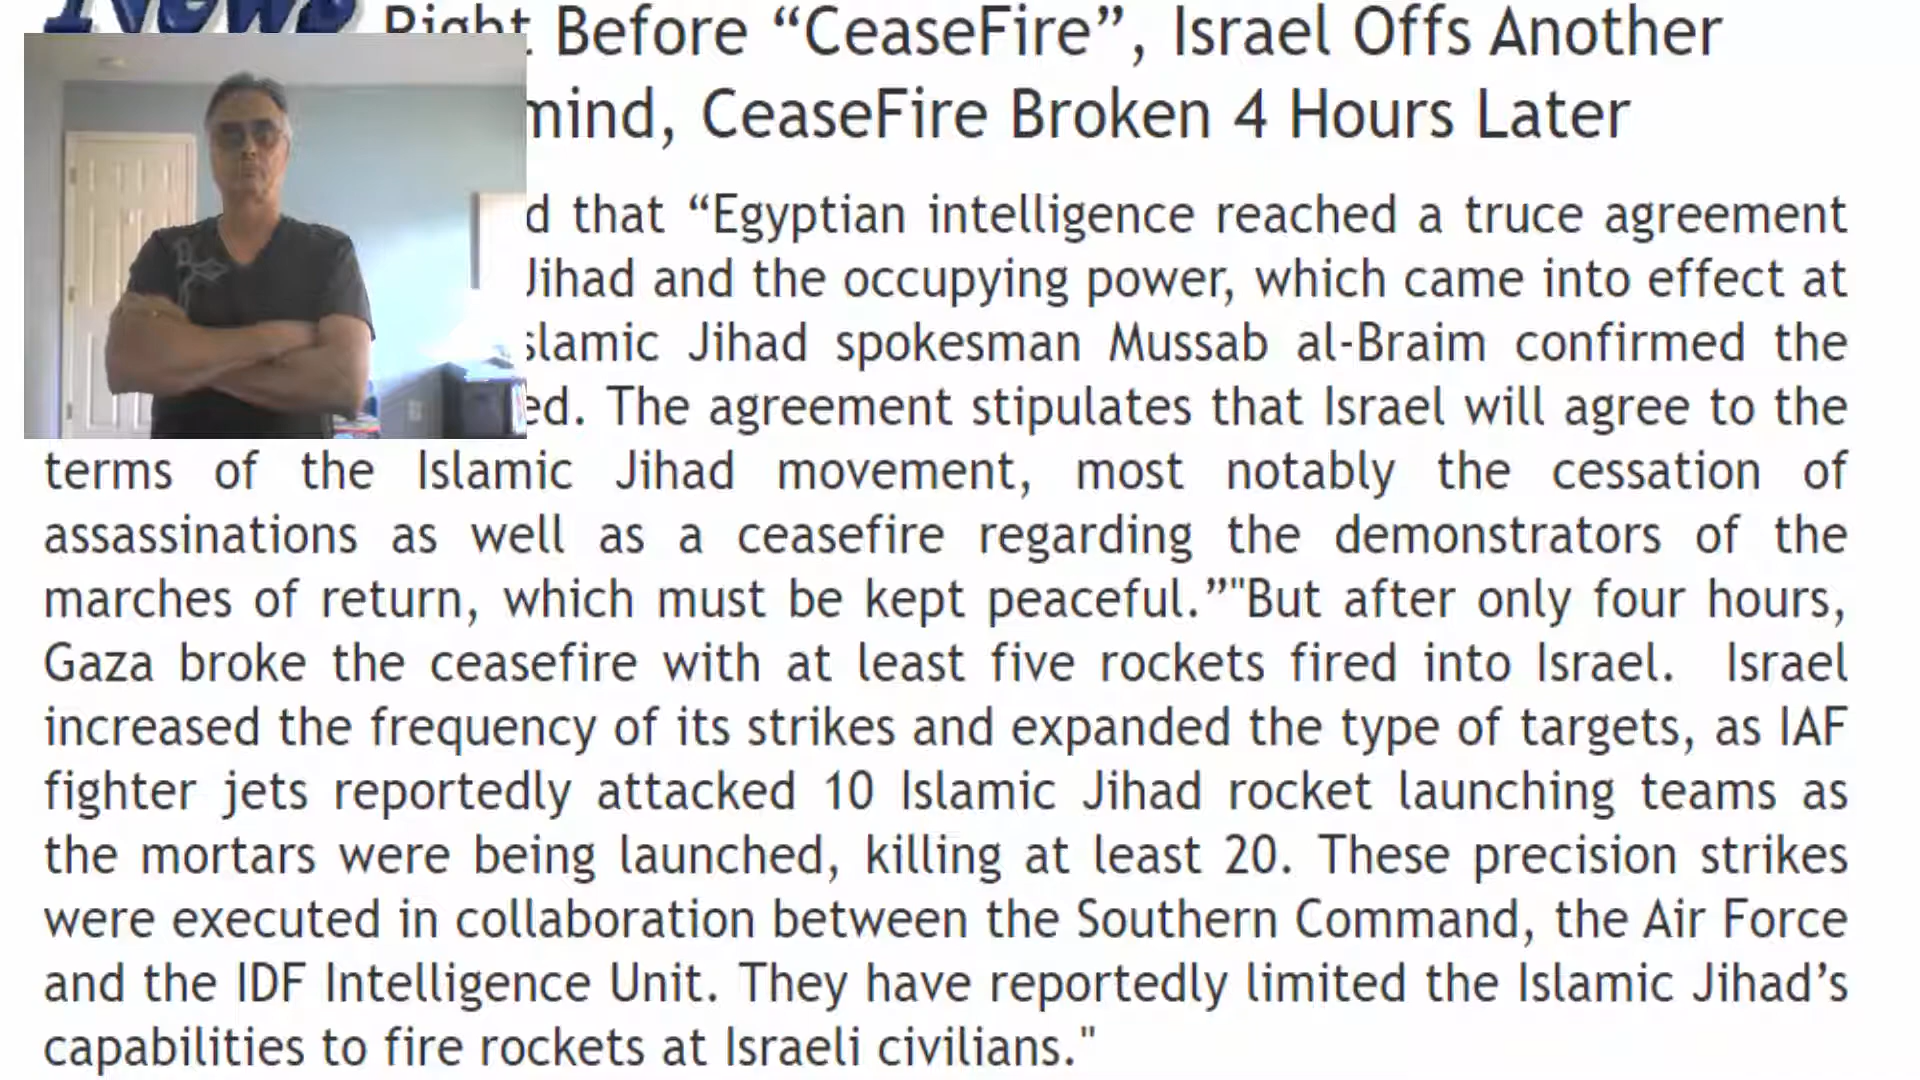 News
Right Before “CeaseFire”, Israel Offs Another
mind, CeaseFire Broken 4 Hours Later
d that “Egyptian intelligence reached a truce agreement
Jihad and the occupying power, which came into effect at
slamic Jihad spokesman Mussab al-Braim confirmed the
ed. The agreement stipulates that Israel will agree to the
terms of the Islamic Jihad movement, most notably the cessation of
assassinations as well as a ceasefire regarding the demonstrators of the
marches of return, which must be kept peaceful.”"But after only four hours,
Gaza broke the ceasefire with at least five rockets fired into Israel. Israel
increased the frequency of its strikes and expanded the type of targets, as IAF
fighter jets reportedly attacked 10 Islamic Jihad rocket launching teams as
the mortars were being launched, killing at least 20. These precision strikes
were executed in collaboration between the Southern Command, the Air Force
and the IDF Intelligence Unit. They have reportedly limited the Islamic Jihad’s
capabilities to fire rockets at Israeli civilians."